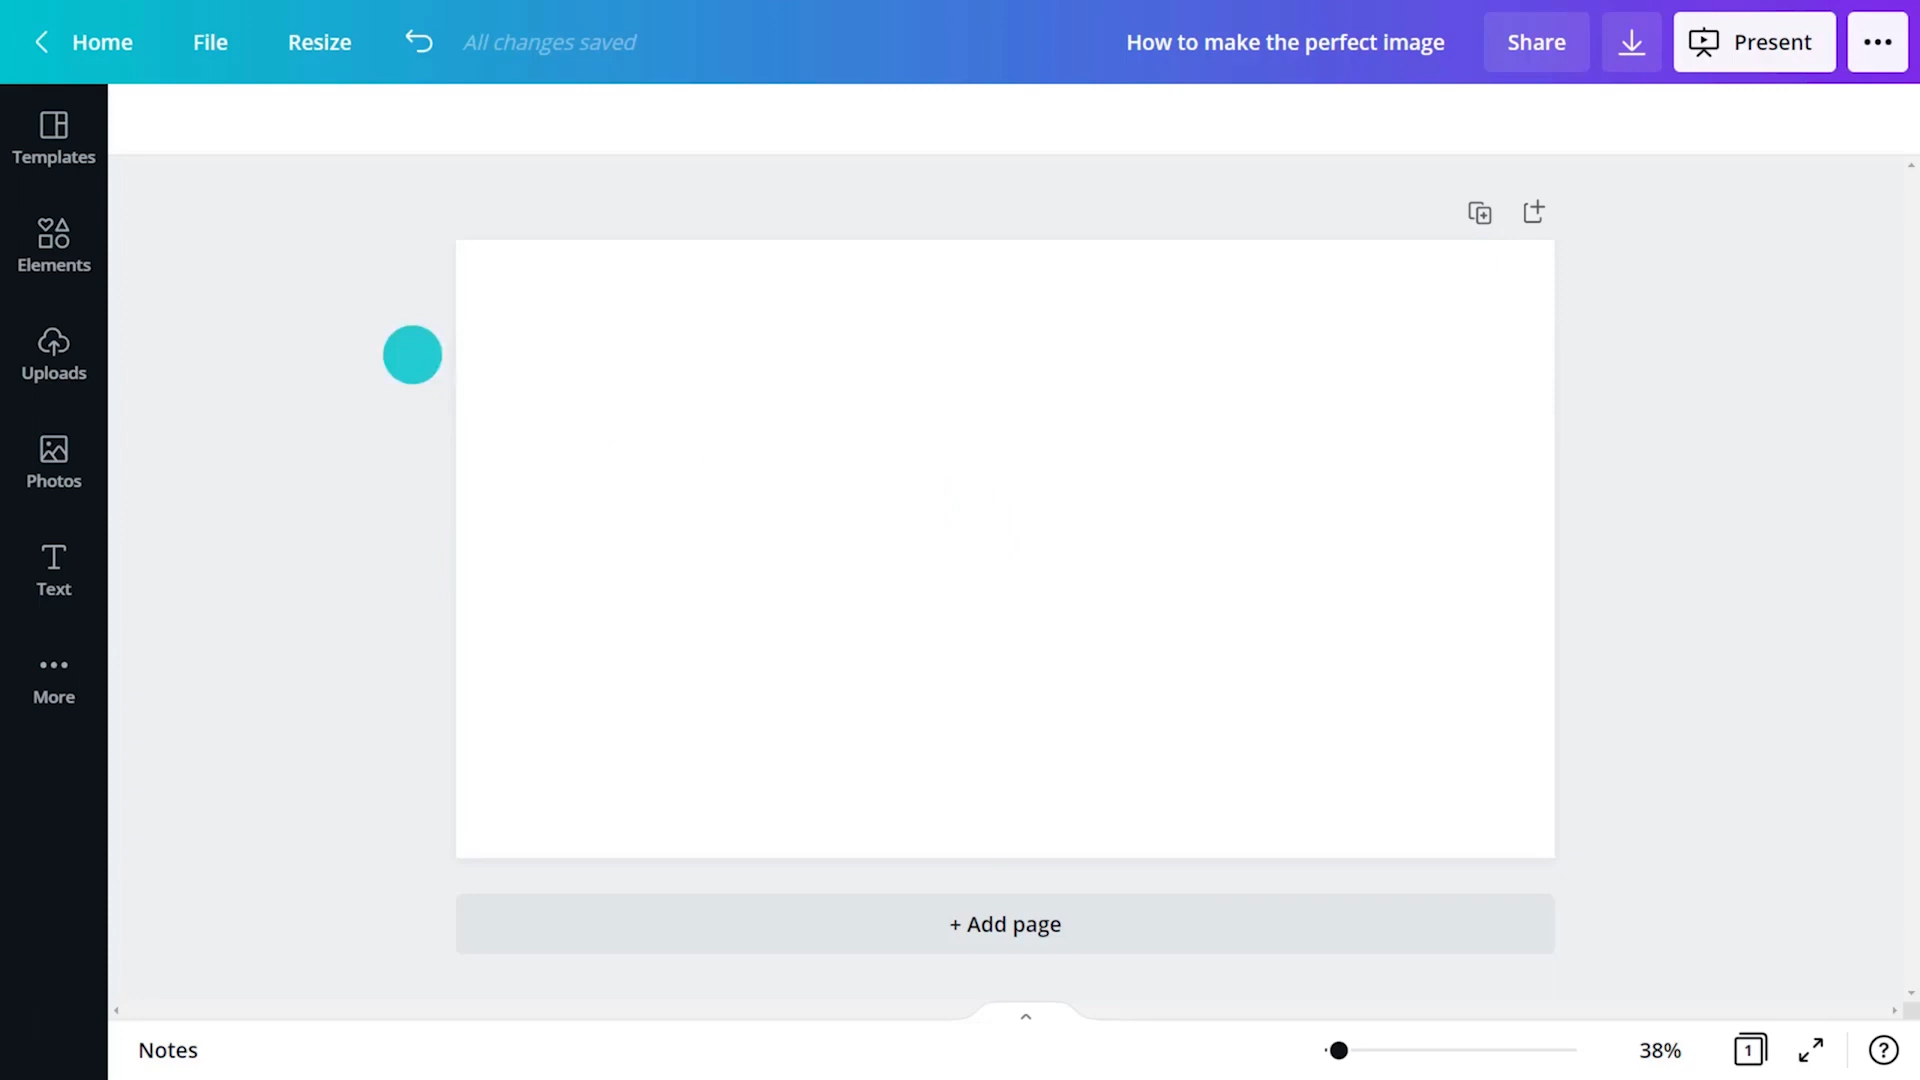 Home File Resize All changes saved How to make the perfect image Share Present
Templates
Elements
Uploads
Photos
Text
More
+ Add page
Notes 38% 1 ?